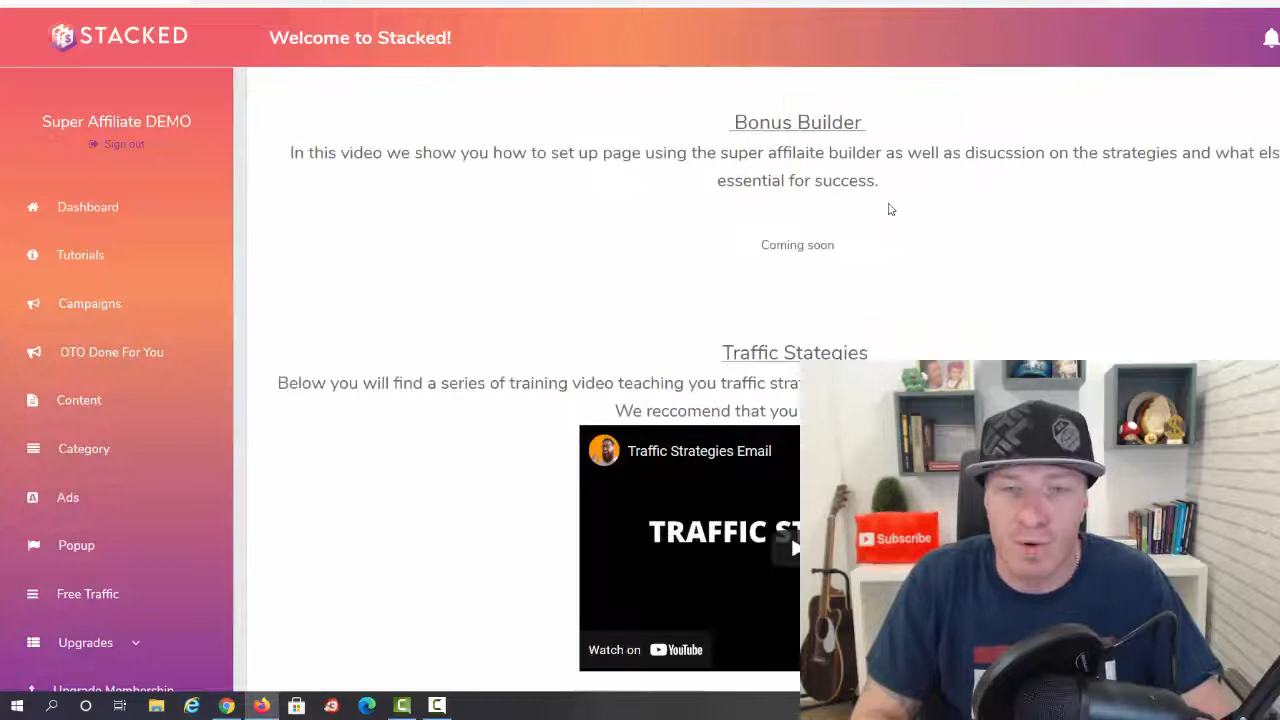 STACKED
Welcome to Stacked!
Super Affiliate DEMO
Sign out
Dashboard
Tutorials
Campaigns
OTO Done For You
Content
Category
Ads
Popup
Free Traffic
Upgrades
Upgrade Membership
Bonus Builder
In this video we show you how to set up page using the super affilaite builder as well as disucssion on the strategies and what els
essential for success.
Coming soon
Traffic Stategies
Below you will find a series of training video teaching you traffic strat
We reccomend that you
Traffic Strategies Email
TRAFFIC ST
Watch on YouTube
Subscribe